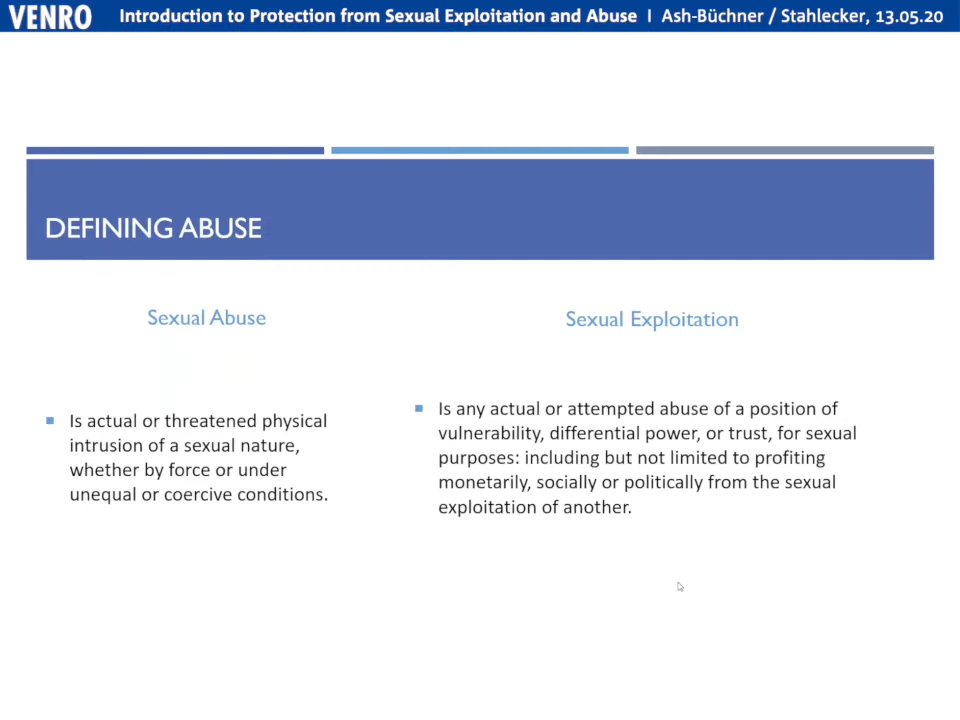 VENRO Introduction to Protection from Sexual Exploitation and Abuse I Ash-Büchner / Stahlecker, 13.05.20
DEFINING ABUSE
Sexual Abuse
Is actual or threatened physical
intrusion of a sexual nature,
whether by force or under
unequal or coercive conditions.
Sexual Exploitation
Is any actual or attempted abuse of a position of
vulnerability, differential power, or trust, for sexual
purposes: including but not limited to profiting
monetarily, socially or politically from the sexual
exploitation of another.